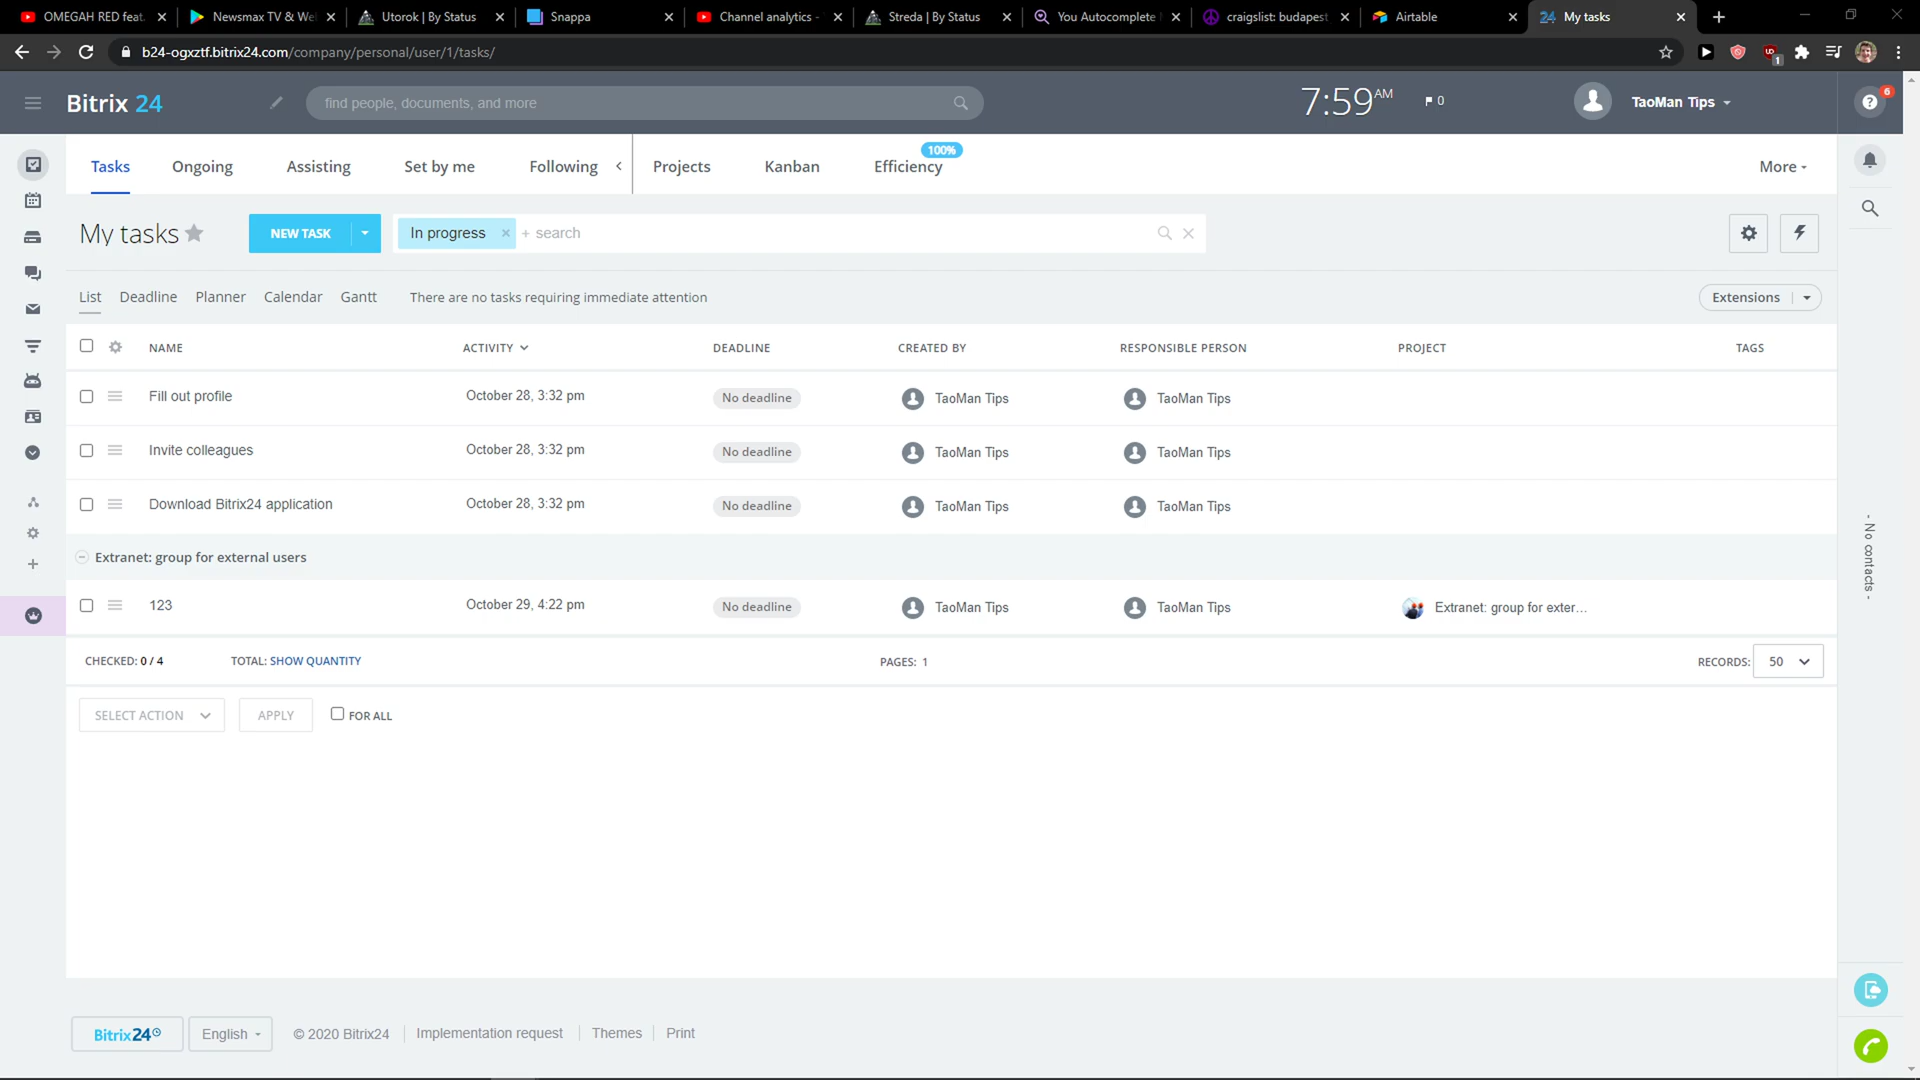 OMEGAH RED feat.
Newsmax TV & We
Utorok | By Status
Snappa
Channel analytics -
Streda | By Status
You Autocomplete
craigslist: budapest
Airtable
24 My tasks
b24-ogxztf.bitrix24.com/company/personal/user/1/tasks/
UD 1
Bitrix 24
find people, documents, and more
7:59 AM
0
TaoMan Tips
? 6
Tasks
Ongoing
Assisting
Set by me
Following
Projects
Kanban
Efficiency
100%
More
My tasks
NEW TASK
In progress ×
+ search
List
Deadline
Planner
Calendar
Gantt
There are no tasks requiring immediate attention
Extensions
NAME
ACTIVITY
DEADLINE
CREATED BY
RESPONSIBLE PERSON
PROJECT
TAGS
Fill out profile
October 28, 3:32 pm
No deadline
TaoMan Tips
TaoMan Tips
Invite colleagues
October 28, 3:32 pm
No deadline
TaoMan Tips
TaoMan Tips
Download Bitrix24 application
October 28, 3:32 pm
No deadline
TaoMan Tips
TaoMan Tips
Extranet: group for external users
123
October 29, 4:22 pm
No deadline
TaoMan Tips
TaoMan Tips
Extranet: group for exter...
CHECKED: 0 / 4
TOTAL: SHOW QUANTITY
PAGES: 1
RECORDS: 50
SELECT ACTION
APPLY
FOR ALL
- No contacts -
Bitrix24
English
© 2020 Bitrix24
Implementation request
Themes
Print